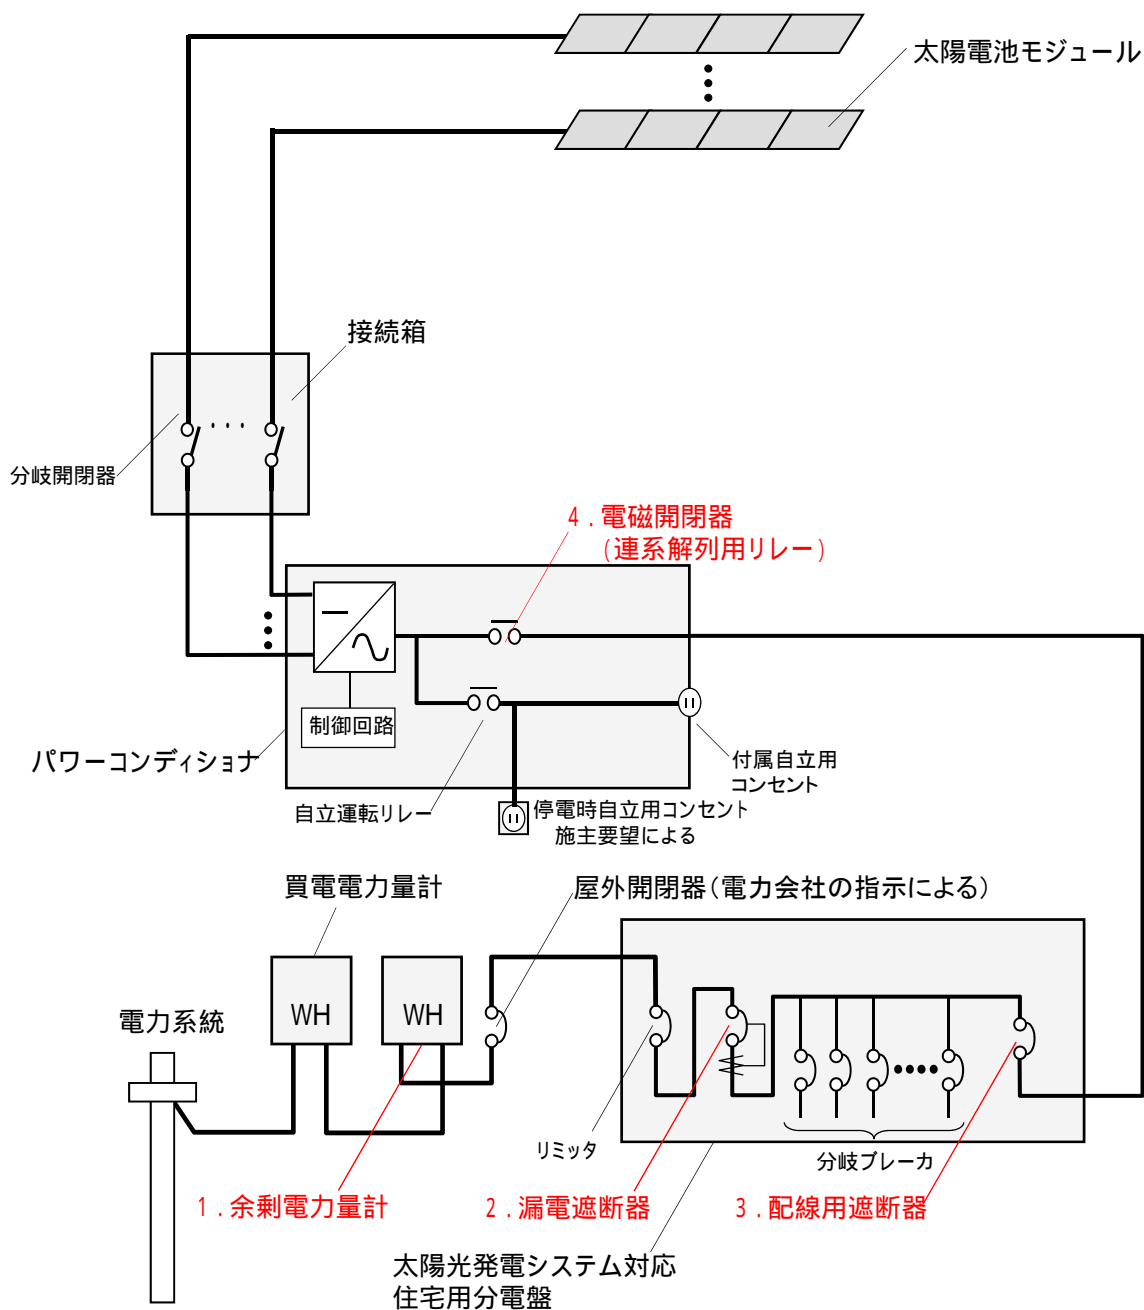 太陽電池モジュール
接続箱
分岐開閉器
4．電磁開閉器
(連系解列用リレー)
制御回路
パワーコンディショナ
付属自立用
コンセント
自立運転リレー
停電時自立用コンセント
施主要望による
買電電力量計
屋外開閉器(電力会社の指示による)
WH
WH
電力系統
リミッタ
分岐ブレーカ
1．余剰電力量計
2．漏電遮断器
3．配線用遮断器
太陽光発電システム対応
住宅用分電盤